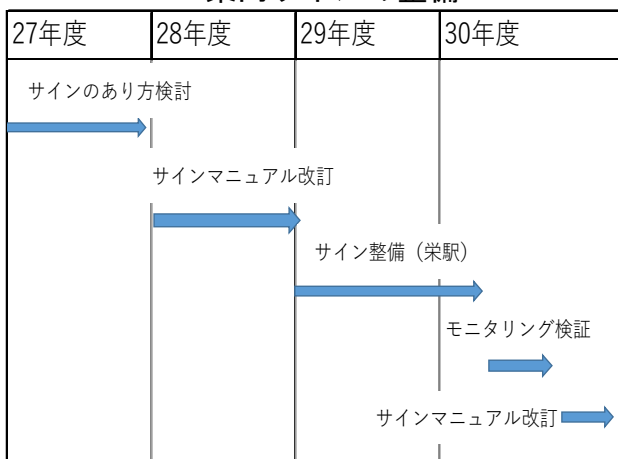 27年度 28年度 29年度 30年度
サインのあり方検討
サインマニュアル改訂
サイン整備（栄駅）
モニタリング検証
サインマニュアル改訂